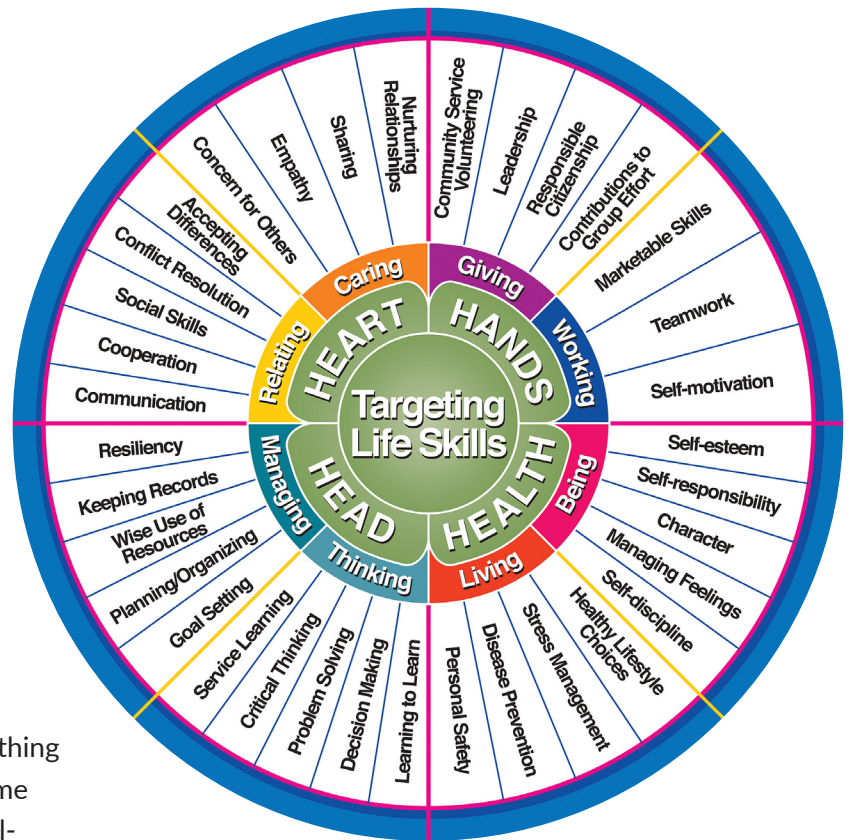 Targeting
Life Skills
HEART
Caring
Nurturing
Relationships
Sharing
Empathy
Concern for Others
Relating
Accepting
Differences
Conflict Resolution
Social Skills
Cooperation
Communication
HANDS
Giving
Community Service
Volunteering
Leadership
Responsible
Citizenship
Contributions to
Group Effort
Working
Marketable Skills
Teamwork
Self-motivation
HEALTH
Being
Self-esteem
Self-responsibility
Character
Managing Feelings
Self-discipline
Living
Healthy Lifestyle
Choices
Stress Management
Disease Prevention
Personal Safety
HEAD
Managing
Resiliency
Keeping Records
Wise Use of
Resources
Planning/Organizing
Goal Setting
Thinking
Service Learning
Critical Thinking
Problem Solving
Decision Making
Learning to Learn
thing
me
l-